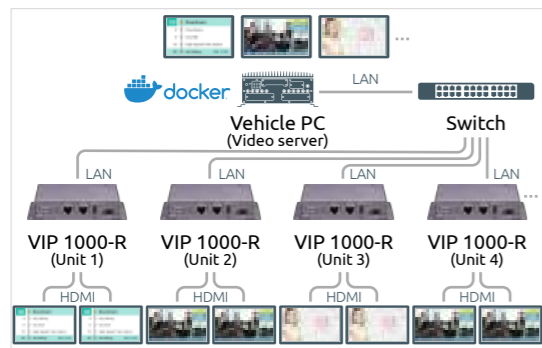 ...
docker
LAN
Vehicle PC
(Video server)
Switch
LAN LAN LAN LAN
...
VIP 1000-R VIP 1000-R VIP 1000-R VIP 1000-R
(Unit 1) (Unit 2) (Unit 3) (Unit 4)
HDMI HDMI HDMI HDMI